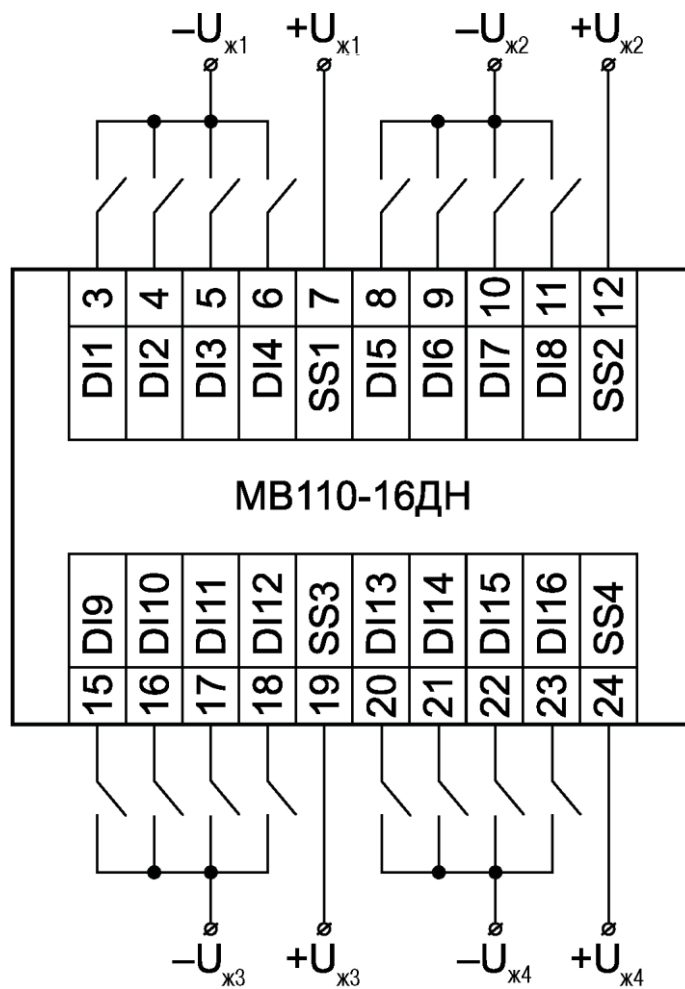 –Uж1 +Uж1 –Uж2 +Uж2
3 4 5 6 7 8 9 10 11 12
DI1 DI2 DI3 DI4 SS1 DI5 DI6 DI7 DI8 SS2
МВ110-16ДН
DI9 DI10 DI11 DI12 SS3 DI13 DI14 DI15 DI16 SS4
15 16 17 18 19 20 21 22 23 24
–Uж3 +Uж3 –Uж4 +Uж4